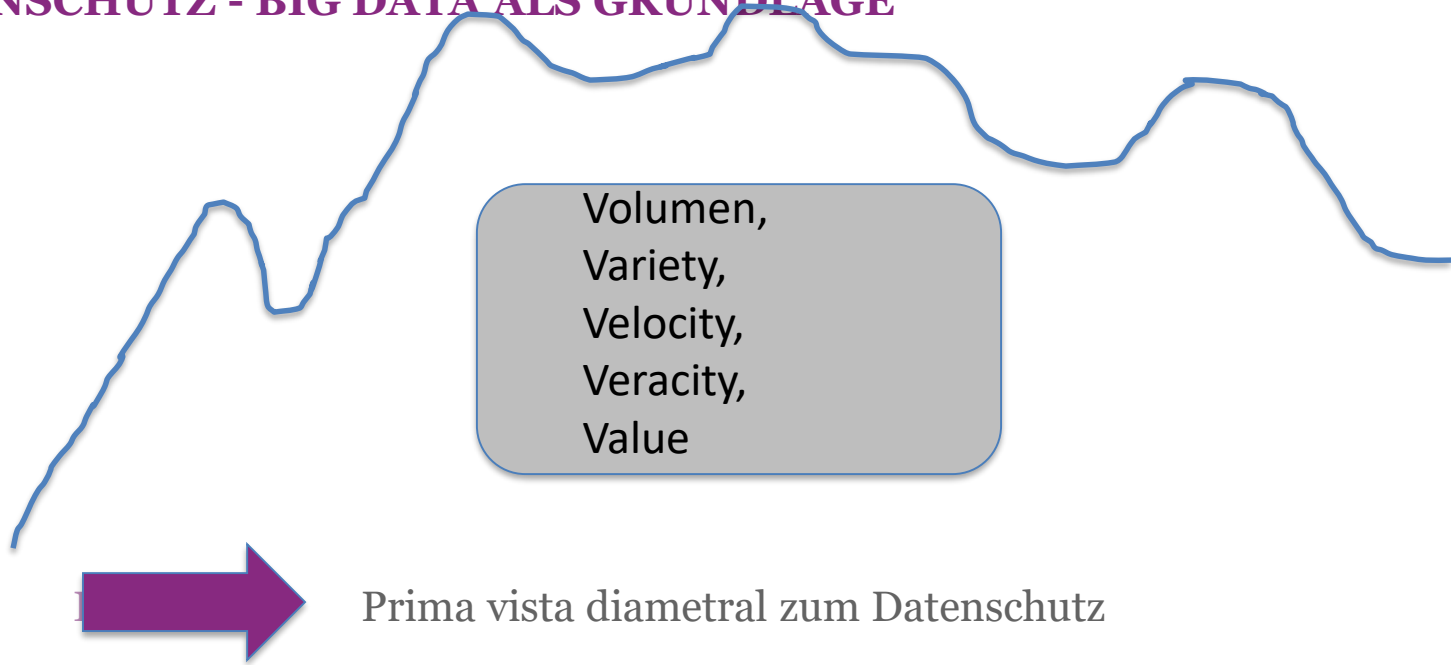 NSCHUTZ - BIG DATA ALS GRUNDLAGE
Volumen,
Variety,
Velocity,
Veracity,
Value
Prima vista diametral zum Datenschutz